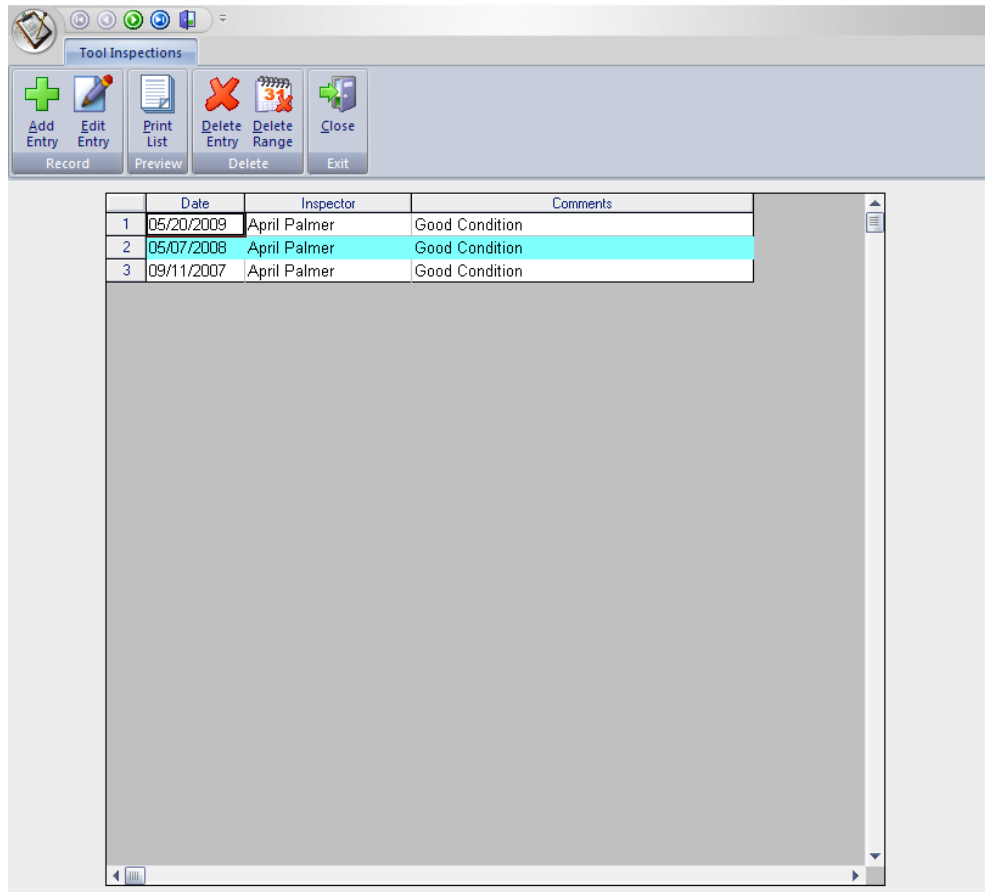 Tool Inspections
Add Entry
Edit Entry
Print List
Delete Entry
31
Delete Range
Close
Record
Preview
Delete
Exit
Date Inspector Comments
1 05/20/2009 April Palmer Good Condition
2 05/07/2008 April Palmer Good Condition
3 09/11/2007 April Palmer Good Condition